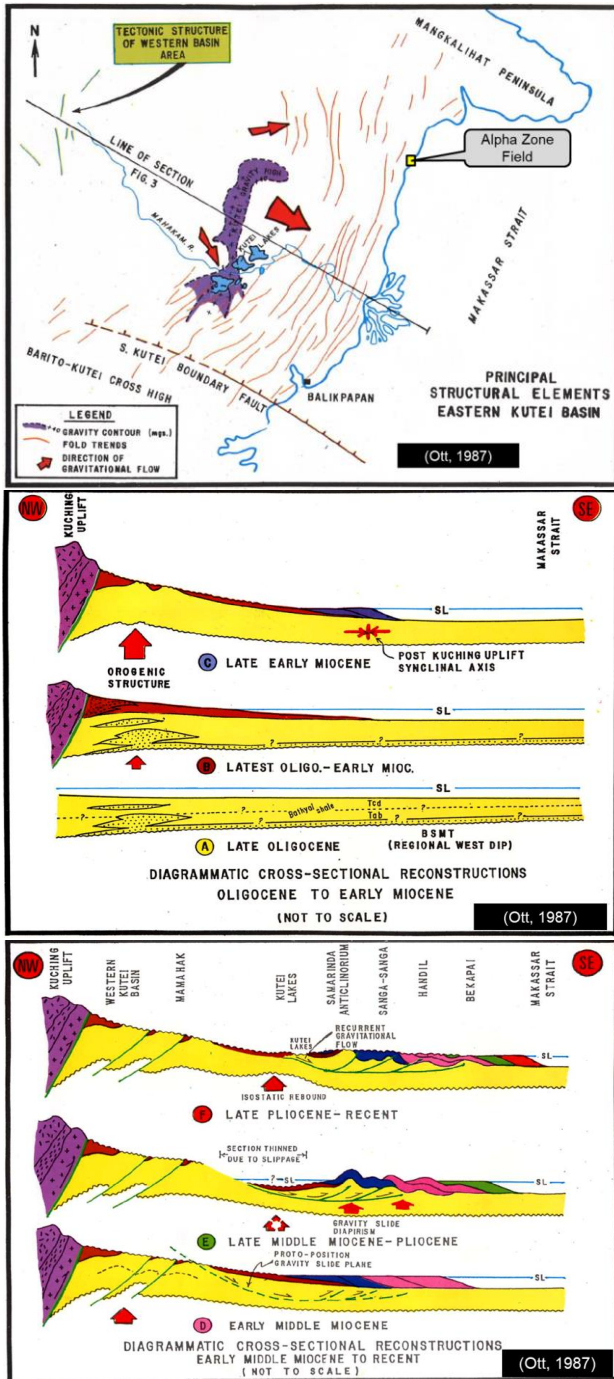 N
TECTONIC STRUCTURE
OF WESTERN BASIN
AREA
MANGKALIHAT PENINSULA
LINE OF SECTION
FIG. 3
Alpha Zone
Field
KUTEI GRAVITY HIGH
MAHAKAM R.
KUTEI
LAKES
MAKASSAR STRAIT
S. KUTEI BOUNDARY FAULT
BARITO-KUTEI CROSS HIGH
BALIKPAPAN
PRINCIPAL
STRUCTURAL ELEMENTS
EASTERN KUTEI BASIN
LEGEND
GRAVITY CONTOUR (mgs.)
FOLD TRENDS
DIRECTION OF
GRAVITATIONAL FLOW
(Ott, 1987)
NW
KUCHING
UPLIFT
MAKASSAR
STRAIT
SE
SL
OROGENIC
STRUCTURE
POST KUCHING UPLIFT
SYNCLINAL AXIS
C LATE EARLY MIOCENE
SL
? ? ? ?
B LATEST OLIGO.-EARLY MIOC.
SL
Bathyal shale
Tcd
Tab
? ? ? ?
BSMT
(REGIONAL WEST DIP)
A LATE OLIGOCENE
DIAGRAMMATIC CROSS-SECTIONAL RECONSTRUCTIONS
OLIGOCENE TO EARLY MIOCENE
(NOT TO SCALE)
(Ott, 1987)
NW
KUCHING
UPLIFT
WESTERN
KUTEI
BASIN
MAMAHAK
KUTEI
LAKES
SAMARINDA
ANTICLINORIUM
SANGA-SANGA
HANDIL
BEKAPAI
MAKASSAR
STRAIT
SE
KUTEI
LAKES
RECURRENT
GRAVITATIONAL
FLOW
SL
ISOSTATIC REBOUND
F LATE PLIOCENE-RECENT
SECTION THINNED
DUE TO SLIPPAGE
? SL
SL
GRAVITY SLIDE
DIAPIRISM
E LATE MIDDLE MIOCENE-PLIOCENE
PROTO-POSITION
GRAVITY SLIDE PLANE
SL
D EARLY MIDDLE MIOCENE
DIAGRAMMATIC CROSS-SECTIONAL RECONSTRUCTIONS
EARLY MIDDLE MIOCENE TO RECENT
(NOT TO SCALE)
(Ott, 1987)